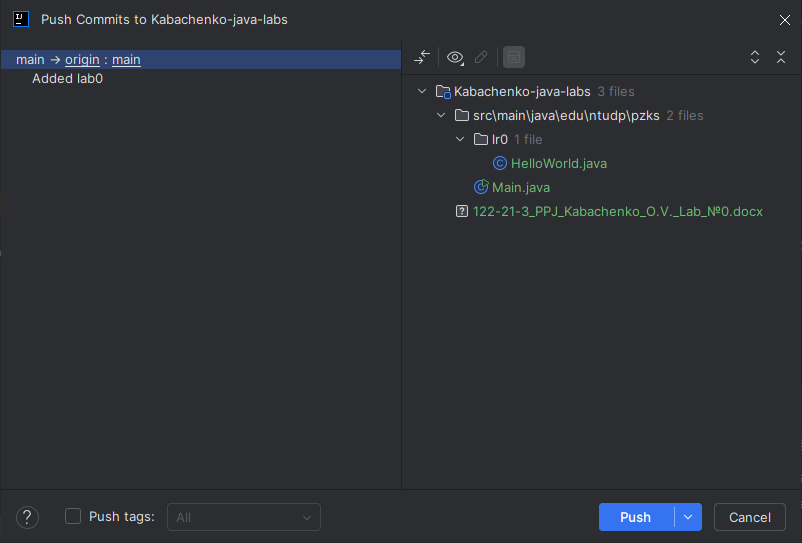 Push Commits to Kabachenko-java-labs
main → origin : main
Added lab0
Kabachenko-java-labs 3 files
src\main\java\edu\ntudp\pzks 2 files
lr0 1 file
HelloWorld.java
Main.java
122-21-3_PPJ_Kabachenko_O.V._Lab_№0.docx
Push tags:
All
Push
Cancel